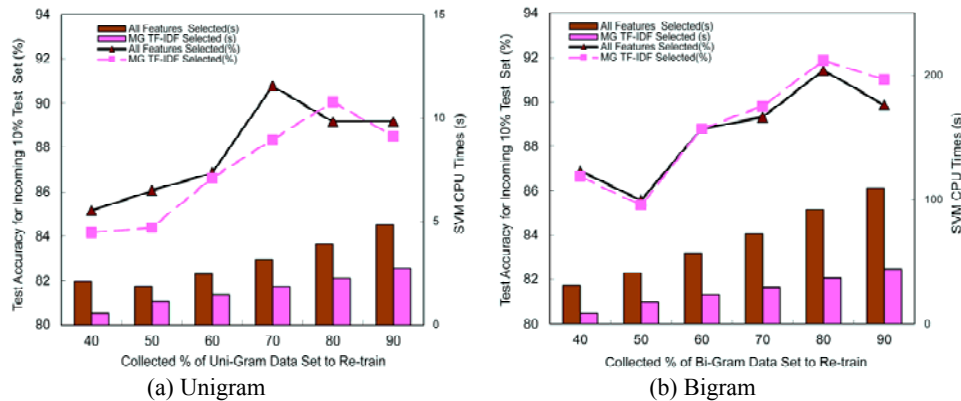 94
92
90
88
86
84
82
80
Test Accuracy for Incoming 10% Test Set (%)
All Features Selected(s)
MG TF-IDF Selected (s)
All Features Selected(%)
MG TF-IDF Selected(%)
15
10
5
0
SVM CPU Times (s)
40 50 60 70 80 90
Collected % of Uni-Gram Data Set to Re-train
(a) Unigram
94
92
90
88
86
84
82
80
Test Accuracy for Incoming 10% Test Set (%)
All Features Selected(s)
MG TF-IDF Selected(s)
All Features Selected(%)
MG TF-IDF Selected(%)
200
100
0
SVM CPU Times (s)
40 50 60 70 80 90
Collected % of Bi-Gram Data Set to Re-train
(b) Bigram